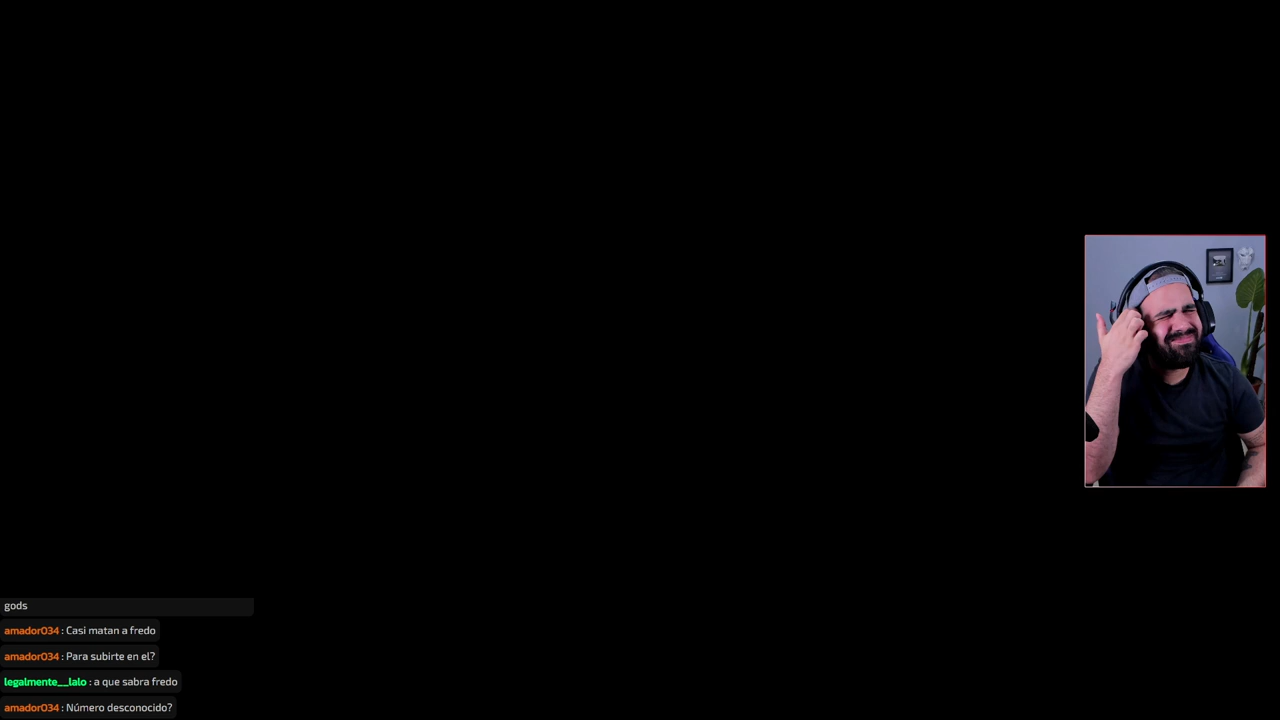 gods
amador034 : Casi matan a fredo
amador034 : Para subirte en el?
legalmente__lalo : a que sabra fredo
amador034 : Número desconocido?